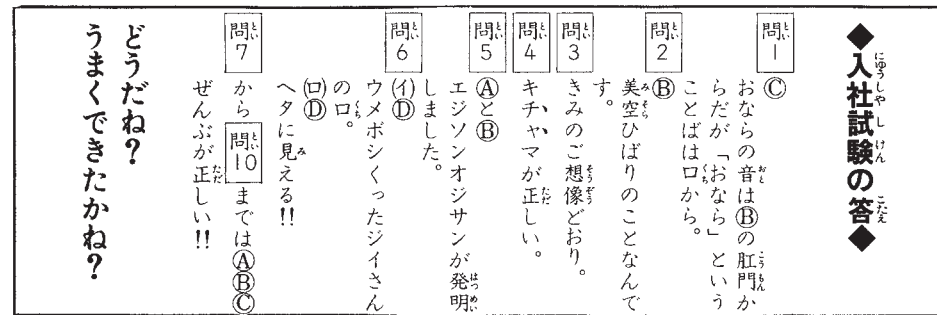 ◆入社試験の答◆
問1
Ⓒ
おならの音はⒷの肛門か
らだが「おなら」という
ことばは口から。
問2
Ⓑ
美空ひばりのことなんで
す。
問3
きみのご想像どおり。
問4
キチャマが正しい。
問5
ⒶとⒷ
エジソンオジサンが発明
しました。
問6
(イ)Ⓓ
ウメボシくったジイさん
の口。
(ロ)Ⓓ
ヘタに見える!!
問7
から問10まではⒶⒷⒸ
ぜんぶが正しい!!
どうだね?
うまくできたかね?